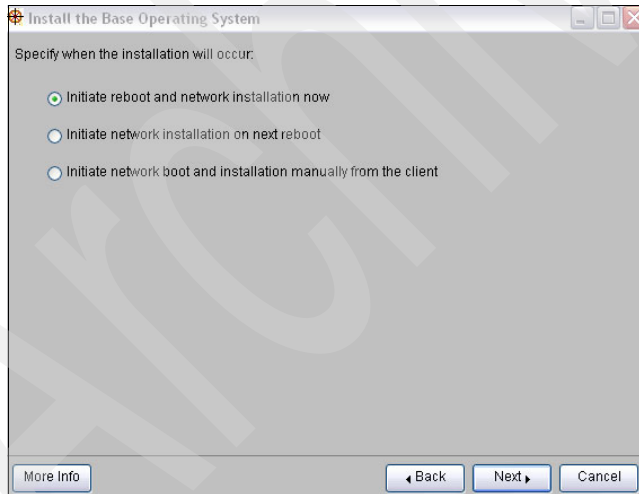 Install the Base Operating System
Specify when the installation will occur:
Initiate reboot and network installation now
Initiate network installation on next reboot
Initiate network boot and installation manually from the client
More Info
Back
Next
Cancel